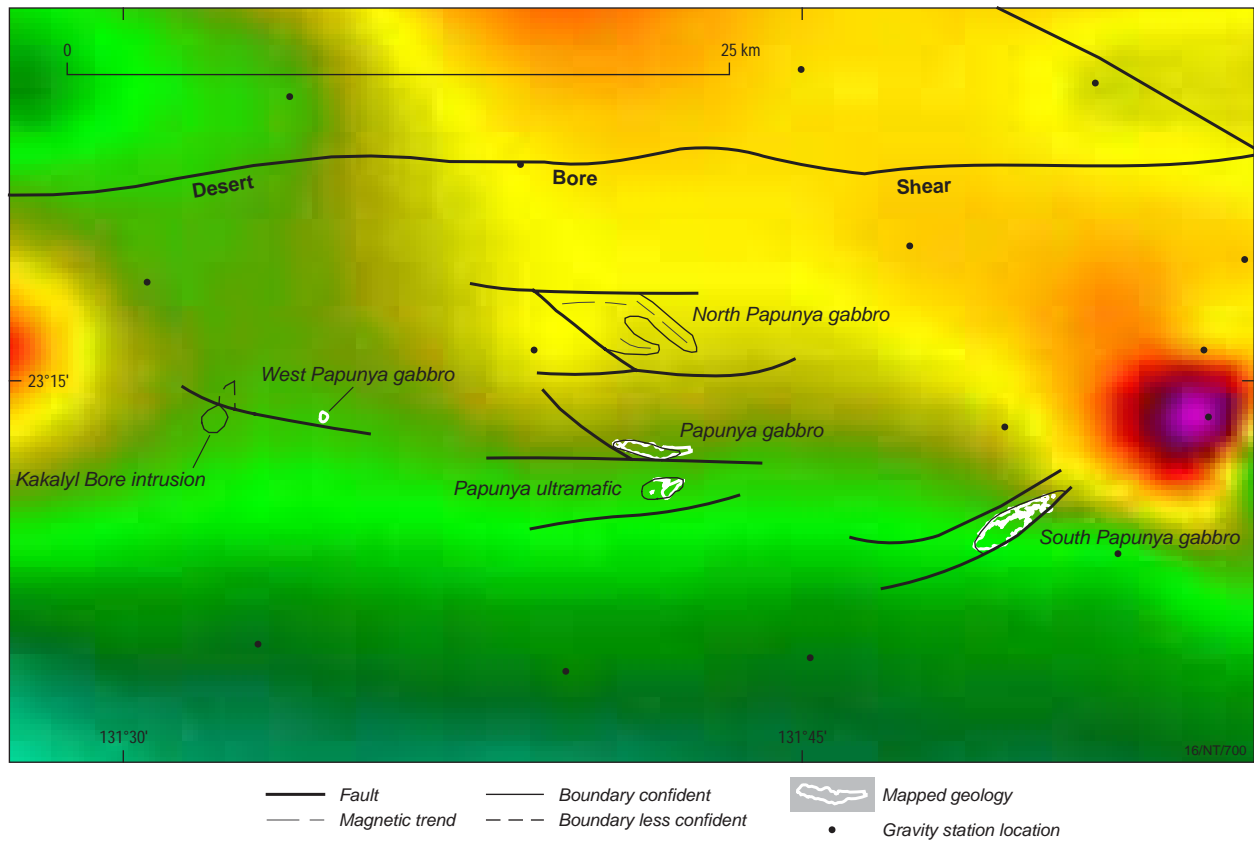 0
25 km
Desert
Bore
Shear
North Papunya gabbro
23°15'
West Papunya gabbro
Papunya gabbro
Kakalyl Bore intrusion
Papunya ultramafic
South Papunya gabbro
131°30'
131°45'
16/NT/700
Fault
Boundary confident
Mapped geology
Magnetic trend
Boundary less confident
Gravity station location